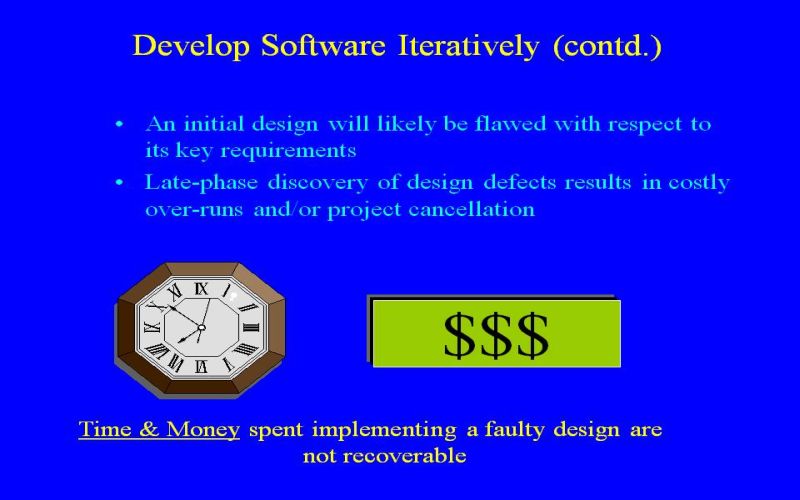 Develop Software Iteratively (contd.)
• An initial design will likely be flawed with respect to
its key requirements
• Late-phase discovery of design defects results in costly
over-runs and/or project cancellation
$$$
Time & Money spent implementing a faulty design are
not recoverable